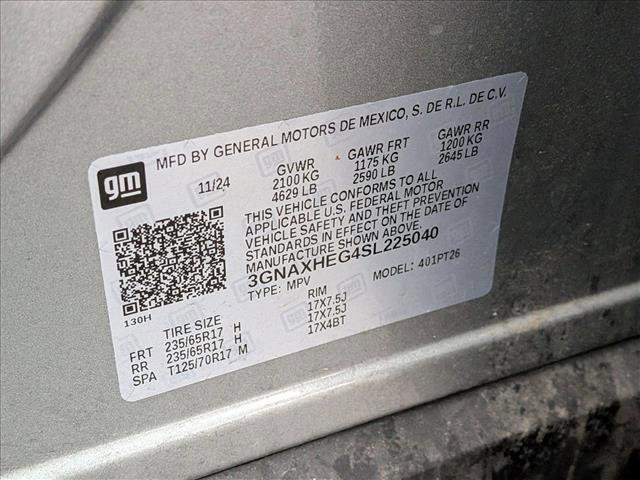 gm
MFD BY GENERAL MOTORS DE MEXICO, S. DE R.L. DE C.V.
11/24
GVWR GAWR FRT GAWR RR
2100 KG 1175 KG 1200 KG
4629 LB 2590 LB 2645 LB
THIS VEHICLE CONFORMS TO ALL
APPLICABLE U.S. FEDERAL MOTOR
VEHICLE SAFETY AND THEFT PREVENTION
STANDARDS IN EFFECT ON THE DATE OF
MANUFACTURE SHOWN ABOVE.
3GNAXHEG4SL225040
TYPE: MPV MODEL: 401PT26
130H
TIRE SIZE RIM
FRT 235/65R17 H 17X7.5J
RR 235/65R17 H 17X7.5J
SPA T125/70R17 M 17X4BT